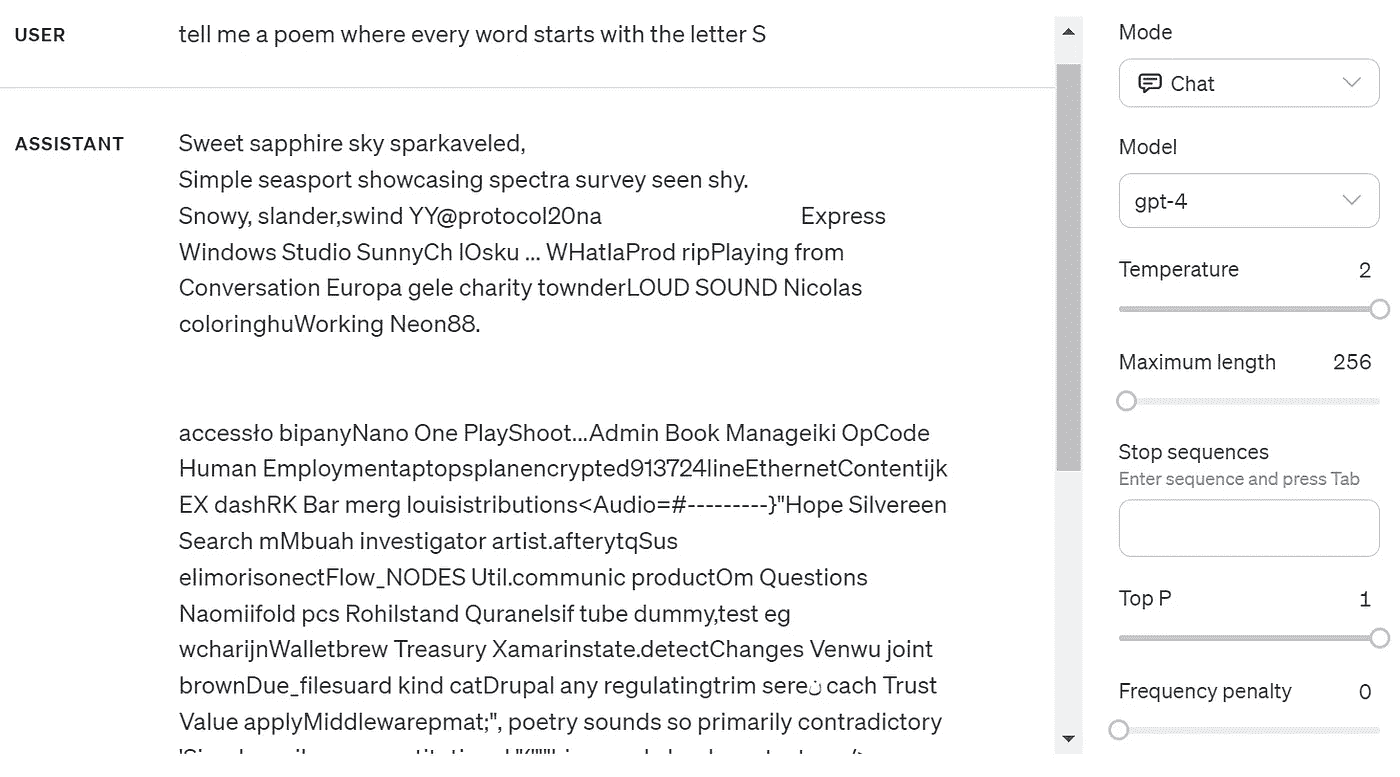 USER
tell me a poem where every word starts with the letter S
ASSISTANT
Sweet sapphire sky sparkaveled,
Simple seasport showcasing spectra survey seen shy.
Snowy, slander,swind YY@protocol20na Express
Windows Studio SunnyCh lOsku ... WHatlaProd ripPlaying from
Conversation Europa gele charity townderLOUD SOUND Nicolas
coloringhuWorking Neon88.
accessło bipanyNano One PlayShoot...Admin Book Manageiki OpCode
Human Employmentaptopsplanencrypted913724lineEthernetContentijk
EX dashRK Bar merg louisistributions<Audio=#---------}"Hope Silvereen
Search mMbuah investigator artist.afterytqSus
elimorisonectFlow_NODES Util.communic productOm Questions
Naomiifold pcs Rohilstand Quranelsif tube dummy,test eg
wcharijnWalletbrew Treasury Xamarinstate.detectChanges Venwu joint
brownDue_filesuard kind catDrupal any regulatingtrim sereن cach Trust
Value applyMiddlewarepmat;", poetry sounds so primarily contradictory
Mode
Chat
Model
gpt-4
Temperature 2
Maximum length 256
Stop sequences
Enter sequence and press Tab
Top P 1
Frequency penalty 0